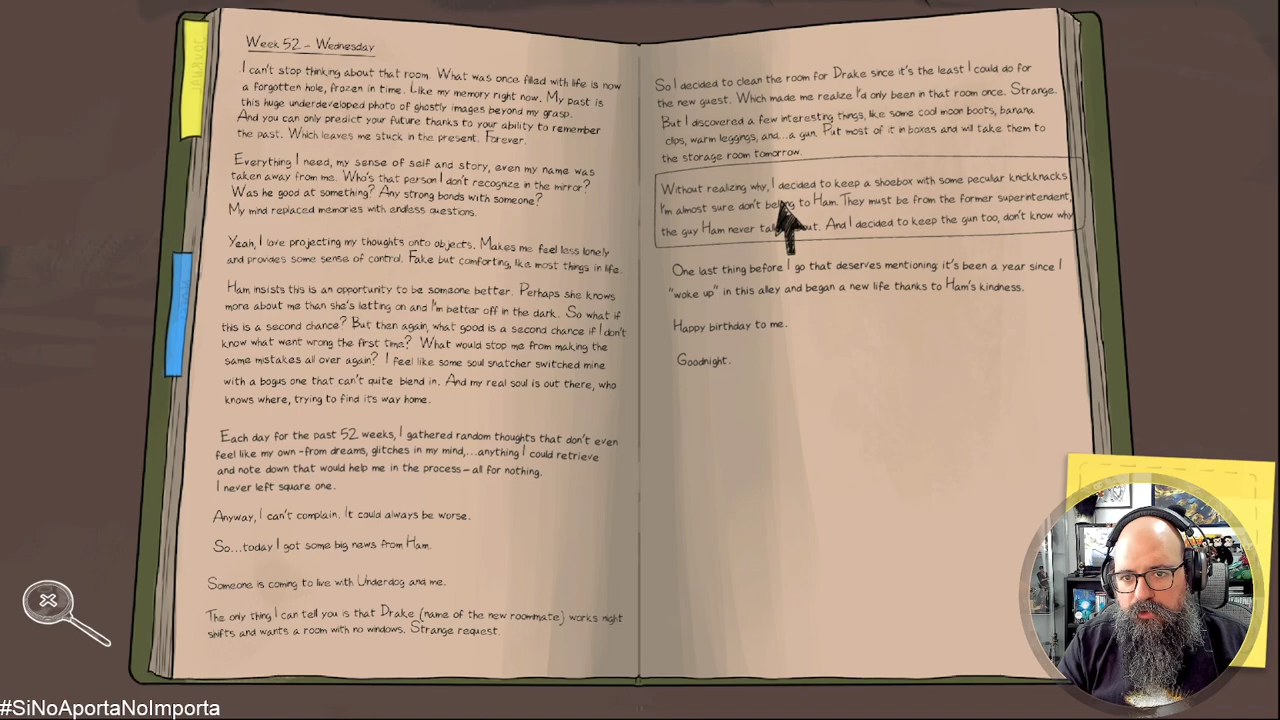 Week 52 - Wednesday
I can't stop thinking about that room. What was once filled with life is now
a forgotten hole, frozen in time. Like my memory right now. My past is
this huge underdeveloped photo of ghostly images beyond my grasp.
And you can only predict your future thanks to your ability to remember
the past. Which leaves me stuck in the present. Forever.
Everything I need, my sense of self and story, even my name was
taken away from me. Who's that person I don't recognize in the mirror?
Was he good at something? Any strong bonds with someone?
My mind replaced memories with endless questions.
Yeah, I love projecting my thoughts onto objects. Makes me feel less lonely
and provides some sense of control. Fake but comforting, like most things in life.
Ham insists this is an opportunity to be someone better. Perhaps she knows
more about me than she's letting on and I'm better off in the dark. So what if
this is a second chance? But then again, what good is a second chance if I don't
know what went wrong the first time? What would stop me from making the
same mistakes all over again? I feel like some soul snatcher switched mine
with a bogus one that can't quite blend in. And my real soul is out there, who
knows where, trying to find its way home.
Each day for the past 52 weeks, I gathered random thoughts that don't even
feel like my own -from dreams, glitches in my mind,...anything I could retrieve
and note down that would help me in the process- all for nothing.
I never left square one.
Anyway, I can't complain. It could always be worse.
So...today I got some big news from Ham.
Someone is coming to live with Underdog and me.
The only thing I can tell you is that Drake (name of the new roommate) works night
shifts and wants a room with no windows. Strange request.
So I decided to clean the room for Drake since it's the least I could do for
the new guest. Which made me realize I'd only been in that room once. Strange.
But I discovered a few interesting things, like some cool moon boots, banana
clips, warm leggings, and...a gun. Put most of it in boxes and will take them to
the storage room tomorrow.
Without realizing why, I decided to keep a shoebox with some peculiar knickknacks
I'm almost sure don't belong to Ham. They must be from the former superintendent,
the guy Ham never out. And I decided to keep the gun too, don't know why
One last thing before I go that deserves mentioning: it's been a year since I
"woke up" in this alley and began a new life thanks to Ham's kindness.
Happy birthday to me.
Goodnight.
#SiNoAportaNoImporta